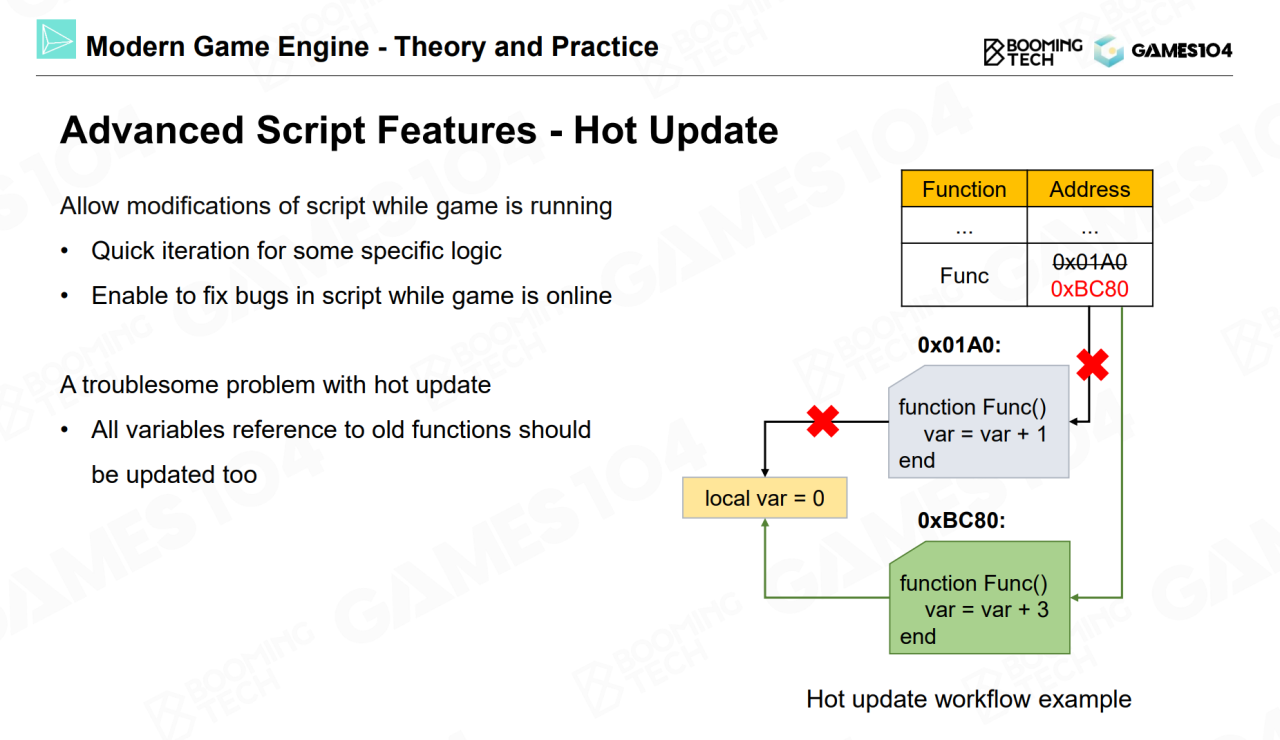 Modern Game Engine - Theory and Practice
BOOMING
TECH
GAMES104
Advanced Script Features - Hot Update
Allow modifications of script while game is running
• Quick iteration for some specific logic
• Enable to fix bugs in script while game is online
A troublesome problem with hot update
• All variables reference to old functions should
be updated too
Function Address
... ...
Func
0x01A0
0xBC80
0x01A0:
function Func()
var = var + 1
end
local var = 0
0xBC80:
function Func()
var = var + 3
end
Hot update workflow example